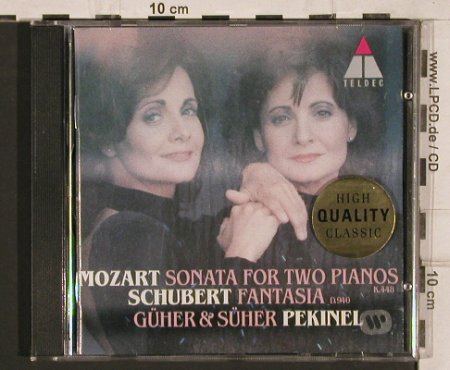 10 cm
TELDEC
HIGH
QUALITY
CLASSIC
MOZART SONATA FOR TWO PIANOS
K.448
SCHUBERT FANTASIA D.940
GÜHER & SÜHER PEKINEL
www.LPCD.de / CD
10 cm